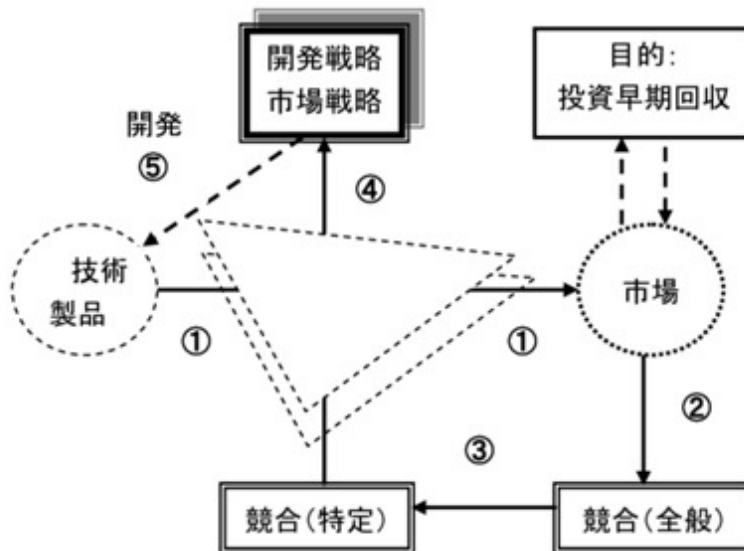 開発戦略
市場戦略
目的：
投資早期回収
開発
⑤
④
技術
製品
①
①
市場
②
③
競合（特定）
競合（全般）